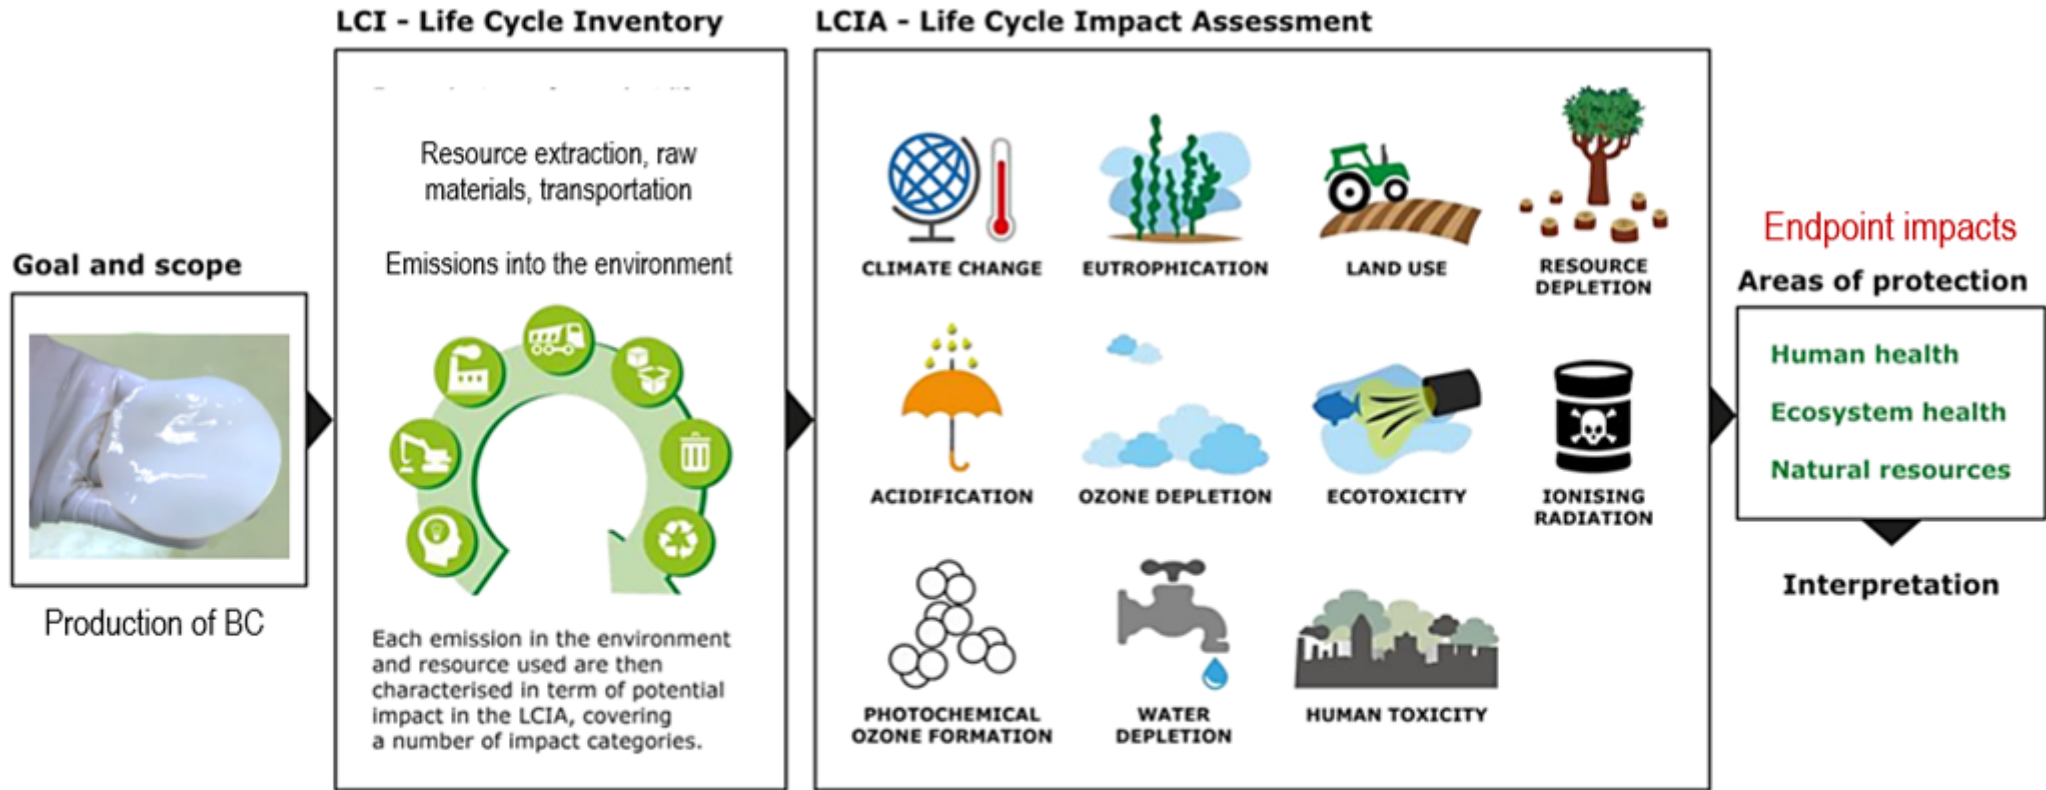 Goal and scope
Production of BC
LCI - Life Cycle Inventory
Resource extraction, raw
materials, transportation
Emissions into the environment
Each emission in the environment
and resource used are then
characterised in term of potential
impact in the LCIA, covering
a number of impact categories.
LCIA - Life Cycle Impact Assessment
CLIMATE CHANGE
EUTROPHICATION
LAND USE
RESOURCE
DEPLETION
ACIDIFICATION
OZONE DEPLETION
ECOTOXICITY
IONISING
RADIATION
PHOTOCHEMICAL
OZONE FORMATION
WATER
DEPLETION
HUMAN TOXICITY
Endpoint impacts
Areas of protection
Human health
Ecosystem health
Natural resources
Interpretation